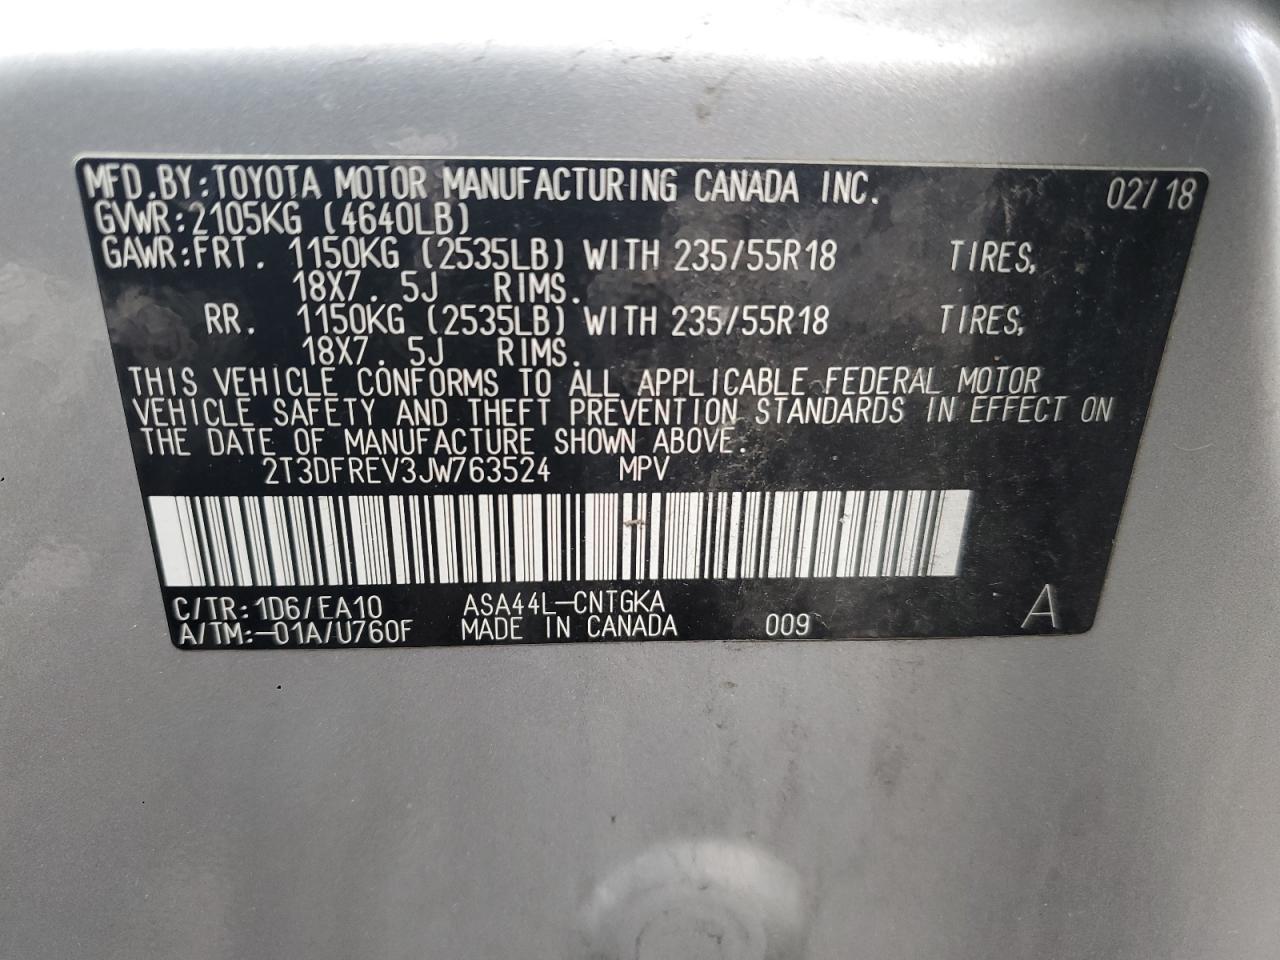 MFD.BY:TOYOTA MOTOR MANUFACTURING CANADA INC. 02/18
GVWR:2105KG (4640LB)
GAWR:FRT. 1150KG (2535LB) WITH 235/55R18 TIRES,
18X7.5J RIMS.
RR. 1150KG (2535LB) WITH 235/55R18 TIRES,
18X7.5J RIMS.
THIS VEHICLE CONFORMS TO ALL APPLICABLE FEDERAL MOTOR
VEHICLE SAFETY AND THEFT PREVENTION STANDARDS IN EFFECT ON
THE DATE OF MANUFACTURE SHOWN ABOVE.
2T3DFREV3JW763524 MPV
C/TR:1D6/EA10 ASA44L-CNTGKA A
A/TM:-01A/U760F MADE IN CANADA 009